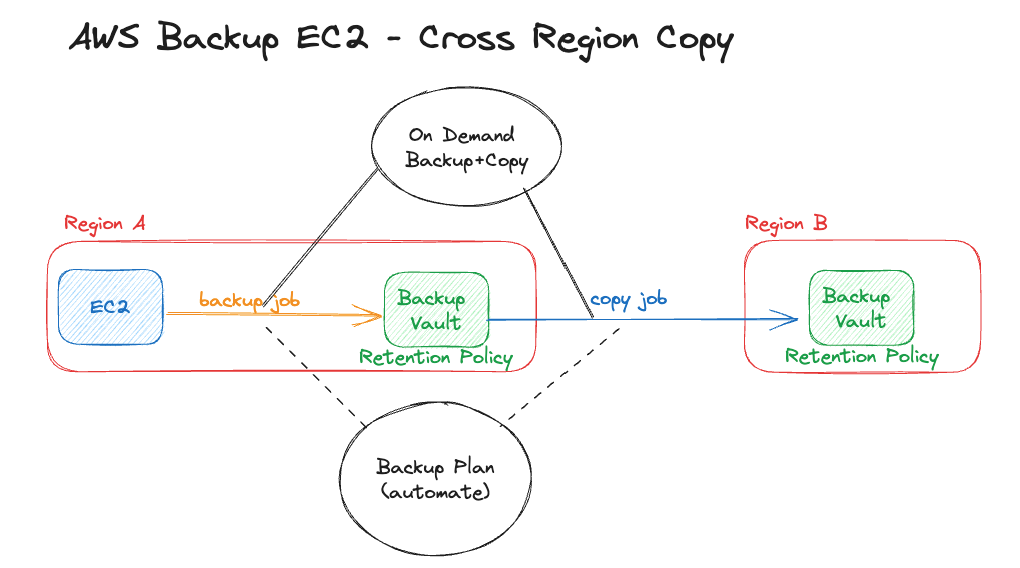 AWS Backup EC2 - Cross Region Copy
On Demand
Backup+Copy
Region A
Region B
EC2
backup job
Backup
Vault
Retention Policy
copy job
Backup
Vault
Retention Policy
Backup Plan
(automate)